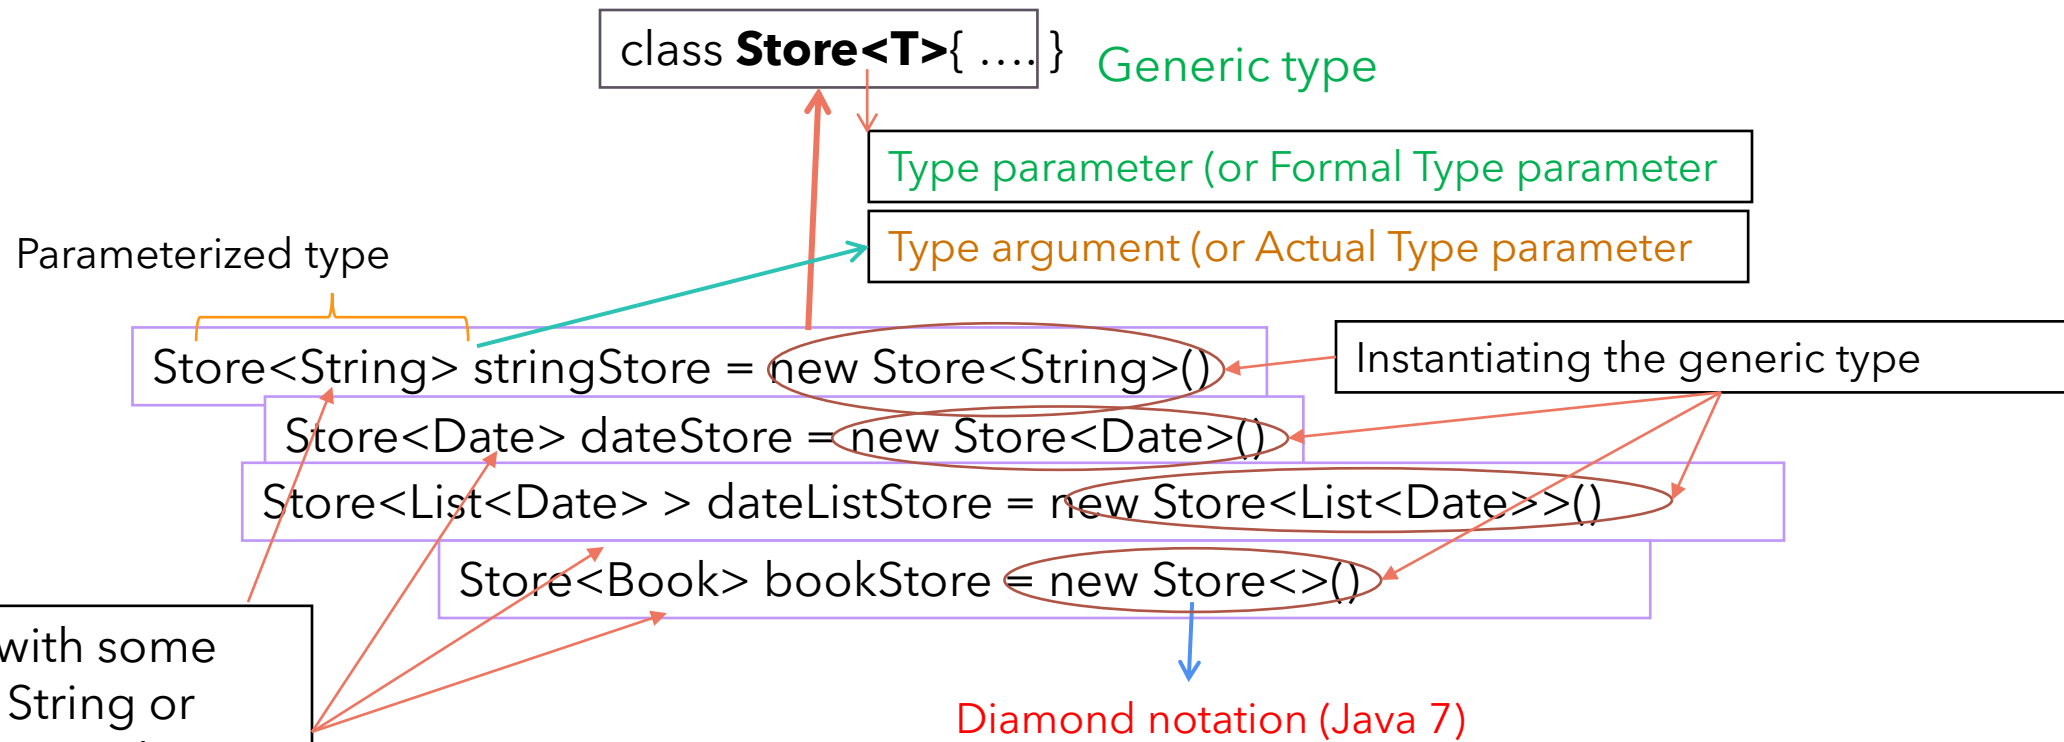 class Store<T>{ .... }
Generic type
Type parameter (or Formal Type parameter
Type argument (or Actual Type parameter
Parameterized type
Store<String> stringStore = new Store<String>()
Instantiating the generic type
Store<Date> dateStore = new Store<Date>()
Store<List<Date> > dateListStore = new Store<List<Date>>()
Store<Book> bookStore = new Store<>()
with some
String or
Diamond notation (Java 7)